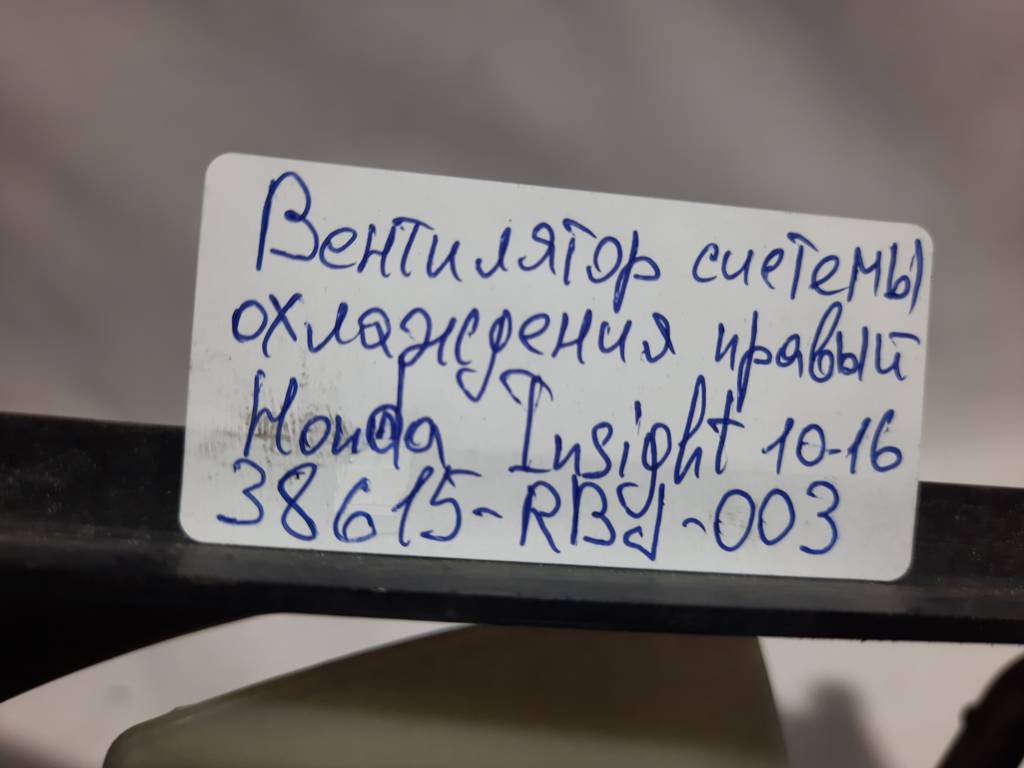 Вентилятор системы
охлаждения правый
Honda Insight 10-16
38615-RBJ-003